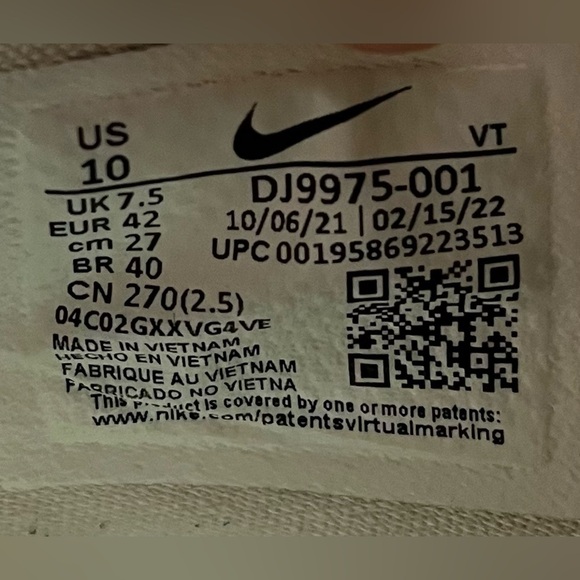 US
10
VT
UK 7.5
EUR 42
cm 27
BR 40
CN 270(2.5)
DJ9975-001
10/06/21 | 02/15/22
UPC 00195869223513
04C02GXXVG4VE
MADE IN VIETNAM
HECHO EN VIETNAM
FABRIQUE AU VIETNAM
FABRICADO NO VIETNA
This product is covered by one or more patents:
www.nike.com/patentsvirtualmarking